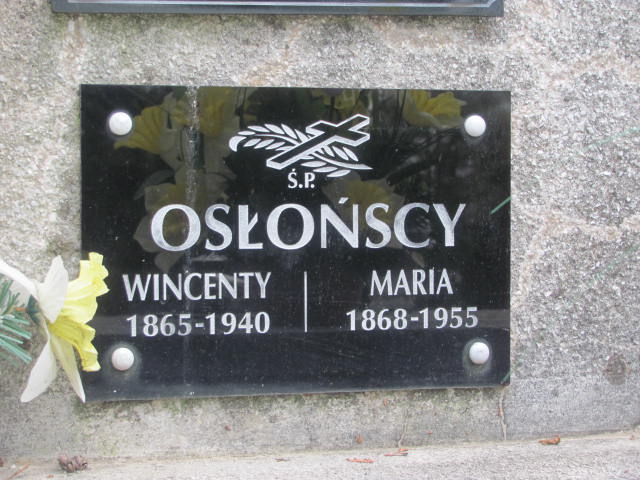 Ś.P.
OSŁOŃSCY
WINCENTY MARIA
1865-1940 1868-1955